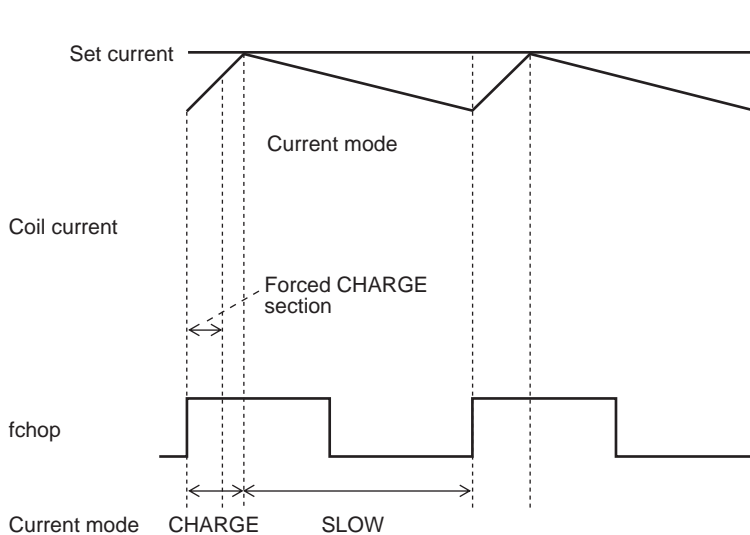 Set current
Current mode
Coil current
Forced CHARGE
section
fchop
Current mode CHARGE SLOW